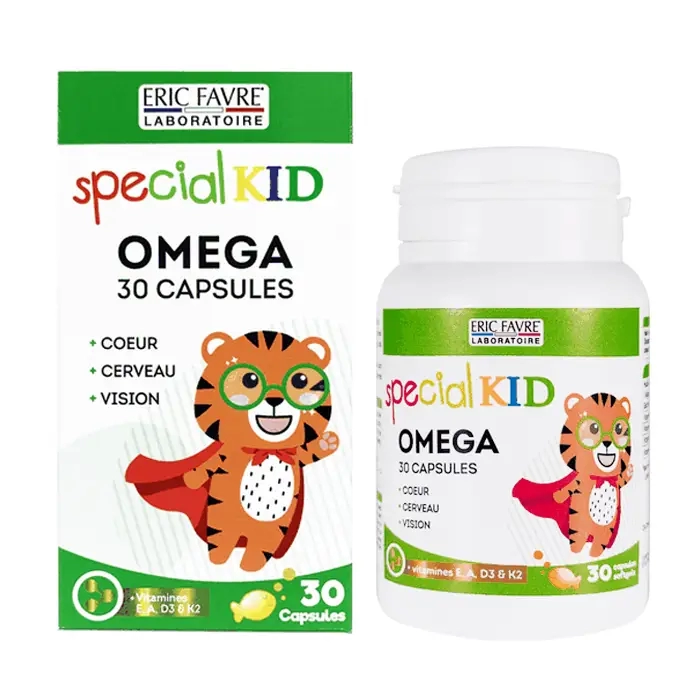 ERIC FAVRE
LABORATOIRE
special KID
OMEGA
30 CAPSULES
+ COEUR
+ CERVEAU
+ VISION
+ Vitamines
E, A, D3 & K2
30
Capsules
ERIC FAVRE
LABORATOIRE
special KID
OMEGA
30 CAPSULES
+ COEUR
+ CERVEAU
+ VISION
+ vitamines E, A, D3 & K2
30 capsules
softgels